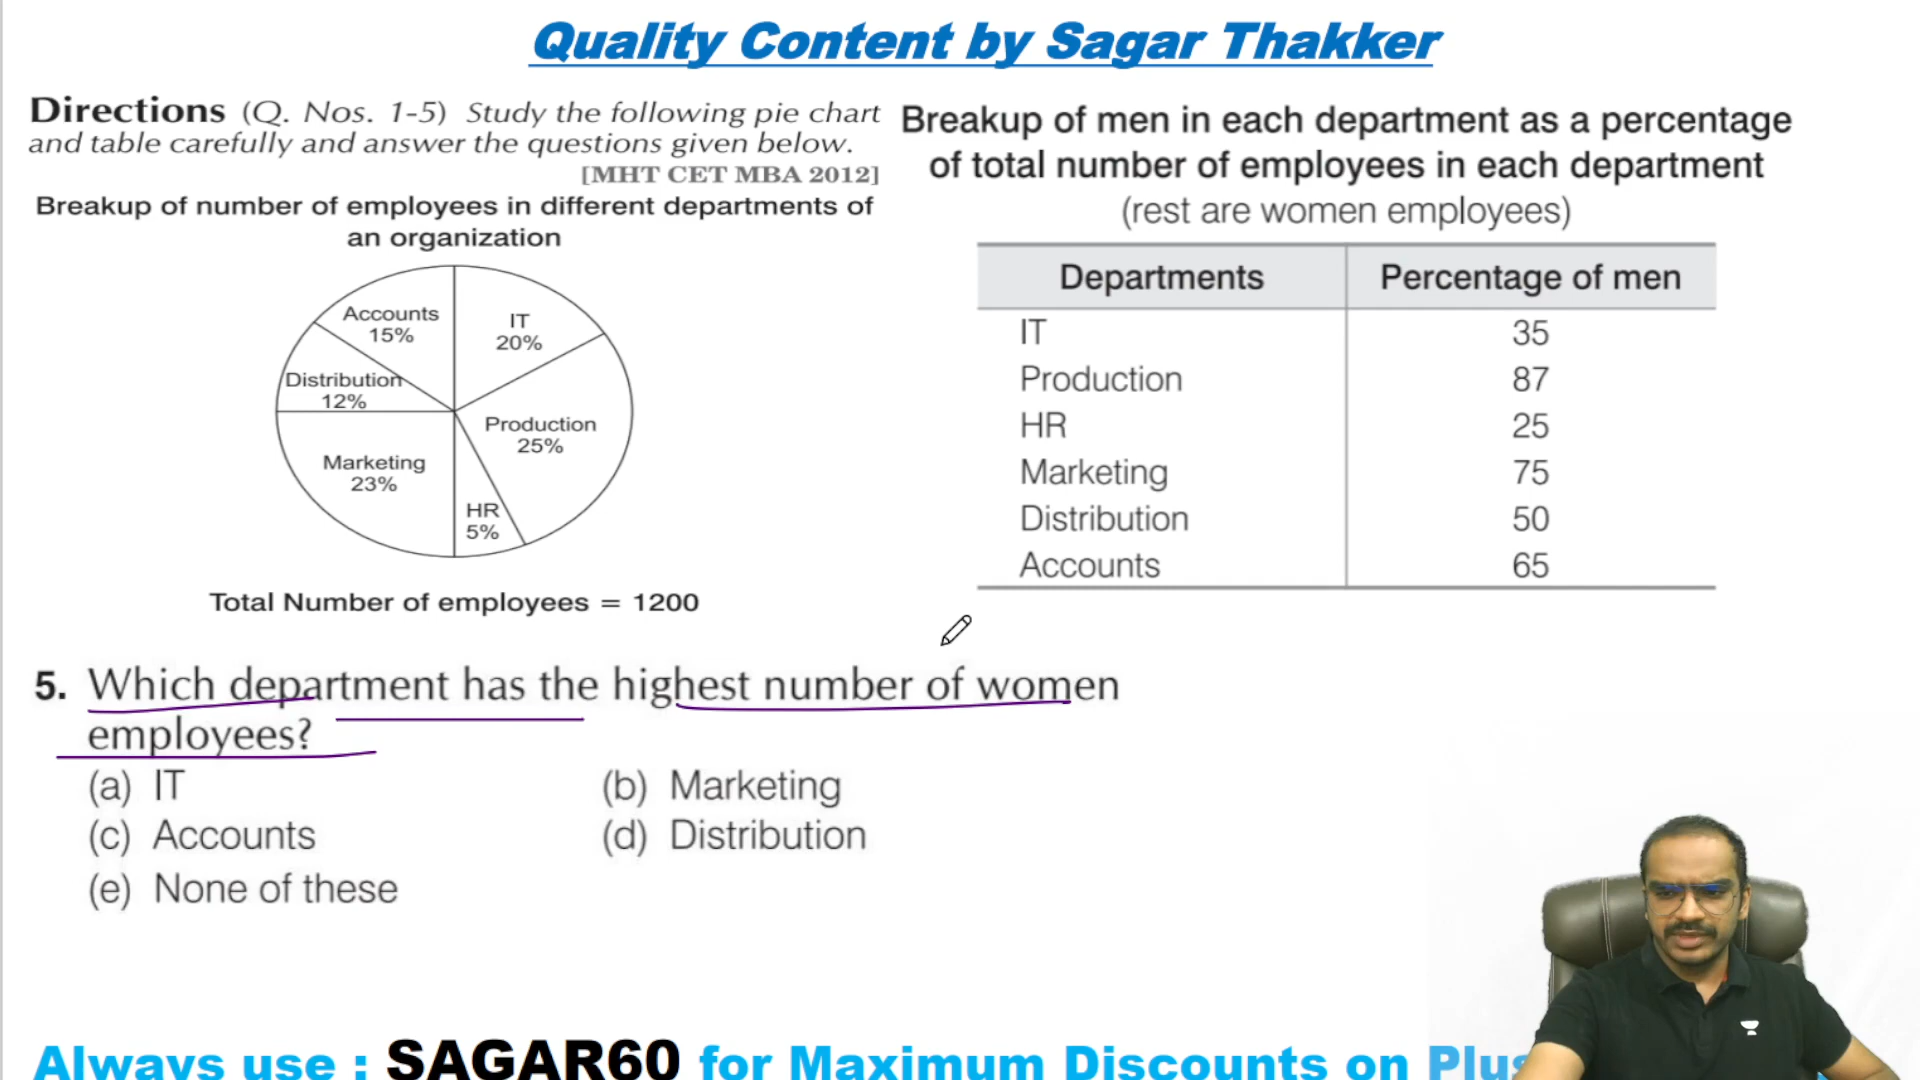 Quality Content by Sagar Thakker
Directions (Q. Nos. 1-5) Study the following pie chart
and table carefully and answer the questions given below.
[MHT CET MBA 2012]
Breakup of number of employees in different departments of
an organization
Accounts
15%
IT
20%
Distribution
12%
Production
25%
Marketing
23%
HR
5%
Total Number of employees = 1200
Breakup of men in each department as a percentage
of total number of employees in each department
(rest are women employees)
Departments Percentage of men
IT 35
Production 87
HR 25
Marketing 75
Distribution 50
Accounts 65
5. Which department has the highest number of women
employees?
(a) IT (b) Marketing
(c) Accounts (d) Distribution
(e) None of these
Always use : SAGAR60 for Maximum Discounts on Plus